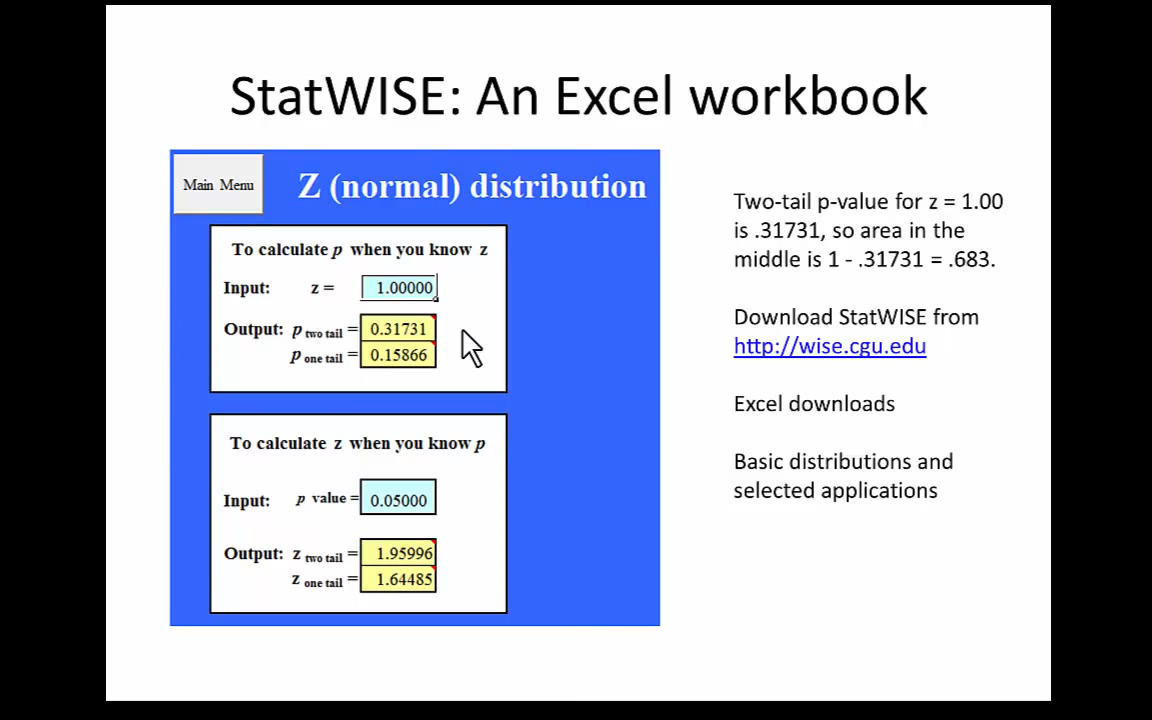 StatWISE: An Excel workbook
Main Menu
Z (normal) distribution
To calculate p when you know z
Input: z = 1.00000
Output: p two tail = 0.31731
p one tail = 0.15866
To calculate z when you know p
Input: p value = 0.05000
Output: z two tail = 1.95996
z one tail = 1.64485
Two-tail p-value for z = 1.00
is .31731, so area in the
middle is 1 - .31731 = .683.
Download StatWISE from
http://wise.cgu.edu
Excel downloads
Basic distributions and
selected applications